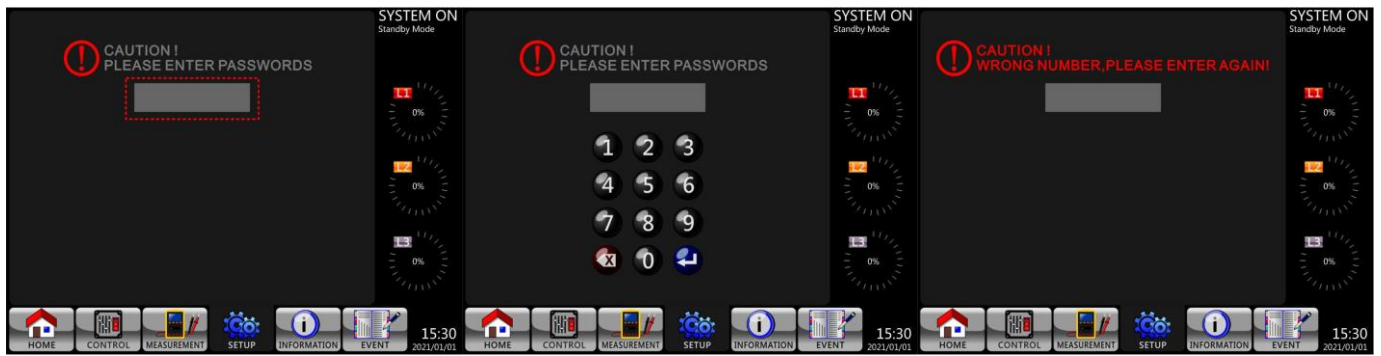 SYSTEM ON
Standby Mode
CAUTION !
PLEASE ENTER PASSWORDS
L1
0%
L2
0%
L3
0%
HOME
CONTROL
MEASUREMENT
SETUP
INFORMATION
EVENT
15:30
2021/01/01
SYSTEM ON
Standby Mode
CAUTION !
PLEASE ENTER PASSWORDS
1 2 3
4 5 6
7 8 9
X 0
L1
0%
L2
0%
L3
0%
HOME
CONTROL
MEASUREMENT
SETUP
INFORMATION
EVENT
15:30
2021/01/01
SYSTEM ON
Standby Mode
CAUTION !
WRONG NUMBER,PLEASE ENTER AGAIN!
L1
0%
L2
0%
L3
0%
HOME
CONTROL
MEASUREMENT
SETUP
INFORMATION
EVENT
15:30
2021/01/01